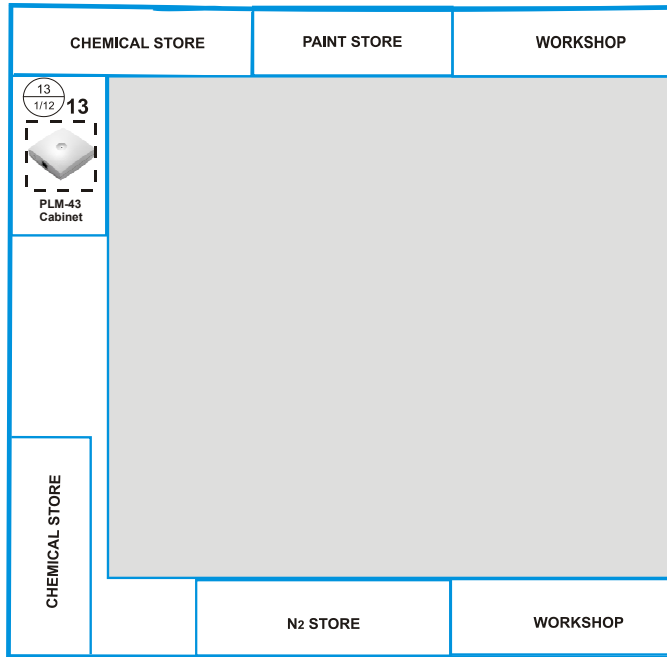 CHEMICAL STORE
PAINT STORE
WORKSHOP
13
1/12
13
PLM-43
Cabinet
CHEMICAL STORE
N2 STORE
WORKSHOP